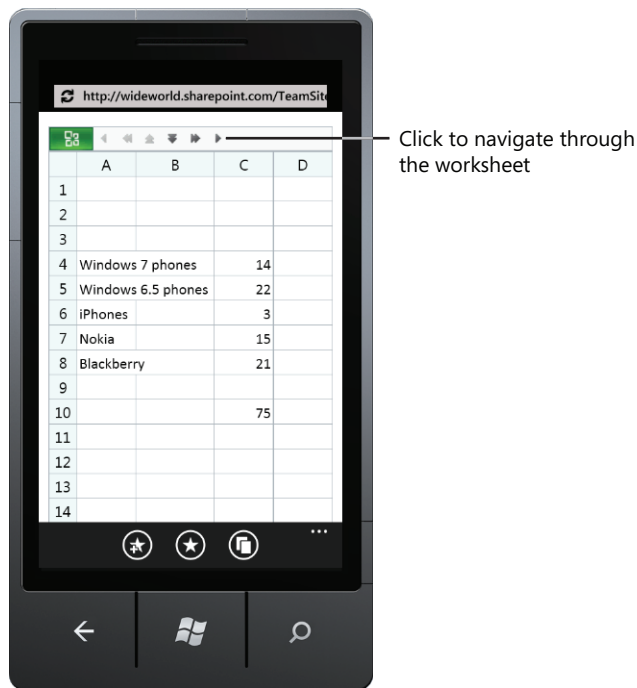 http://wideworld.sharepoint.com/TeamSite
Click to navigate through
the worksheet
A B C D
1
2
3
4 Windows 7 phones 14
5 Windows 6.5 phones 22
6 iPhones 3
7 Nokia 15
8 Blackberry 21
9
10 75
11
12
13
14